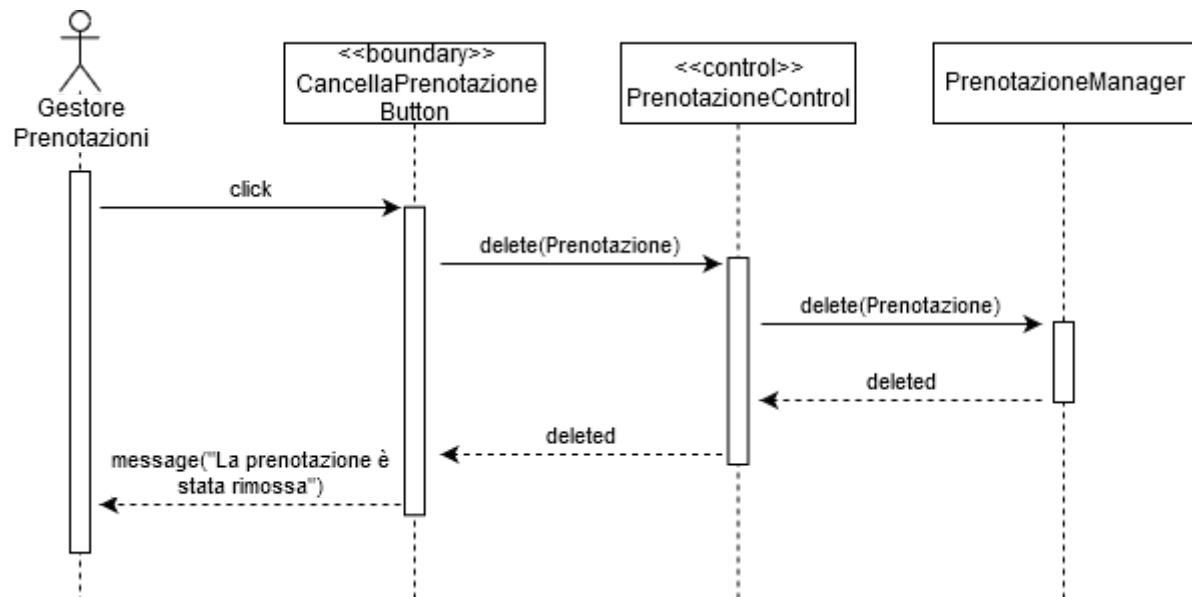 Gestore
Prenotazioni
<<boundary>>
CancellaPrenotazione
Button
<<control>>
PrenotazioneControl
PrenotazioneManager
click
delete(Prenotazione)
delete(Prenotazione)
deleted
deleted
message("La prenotazione è
stata rimossa")